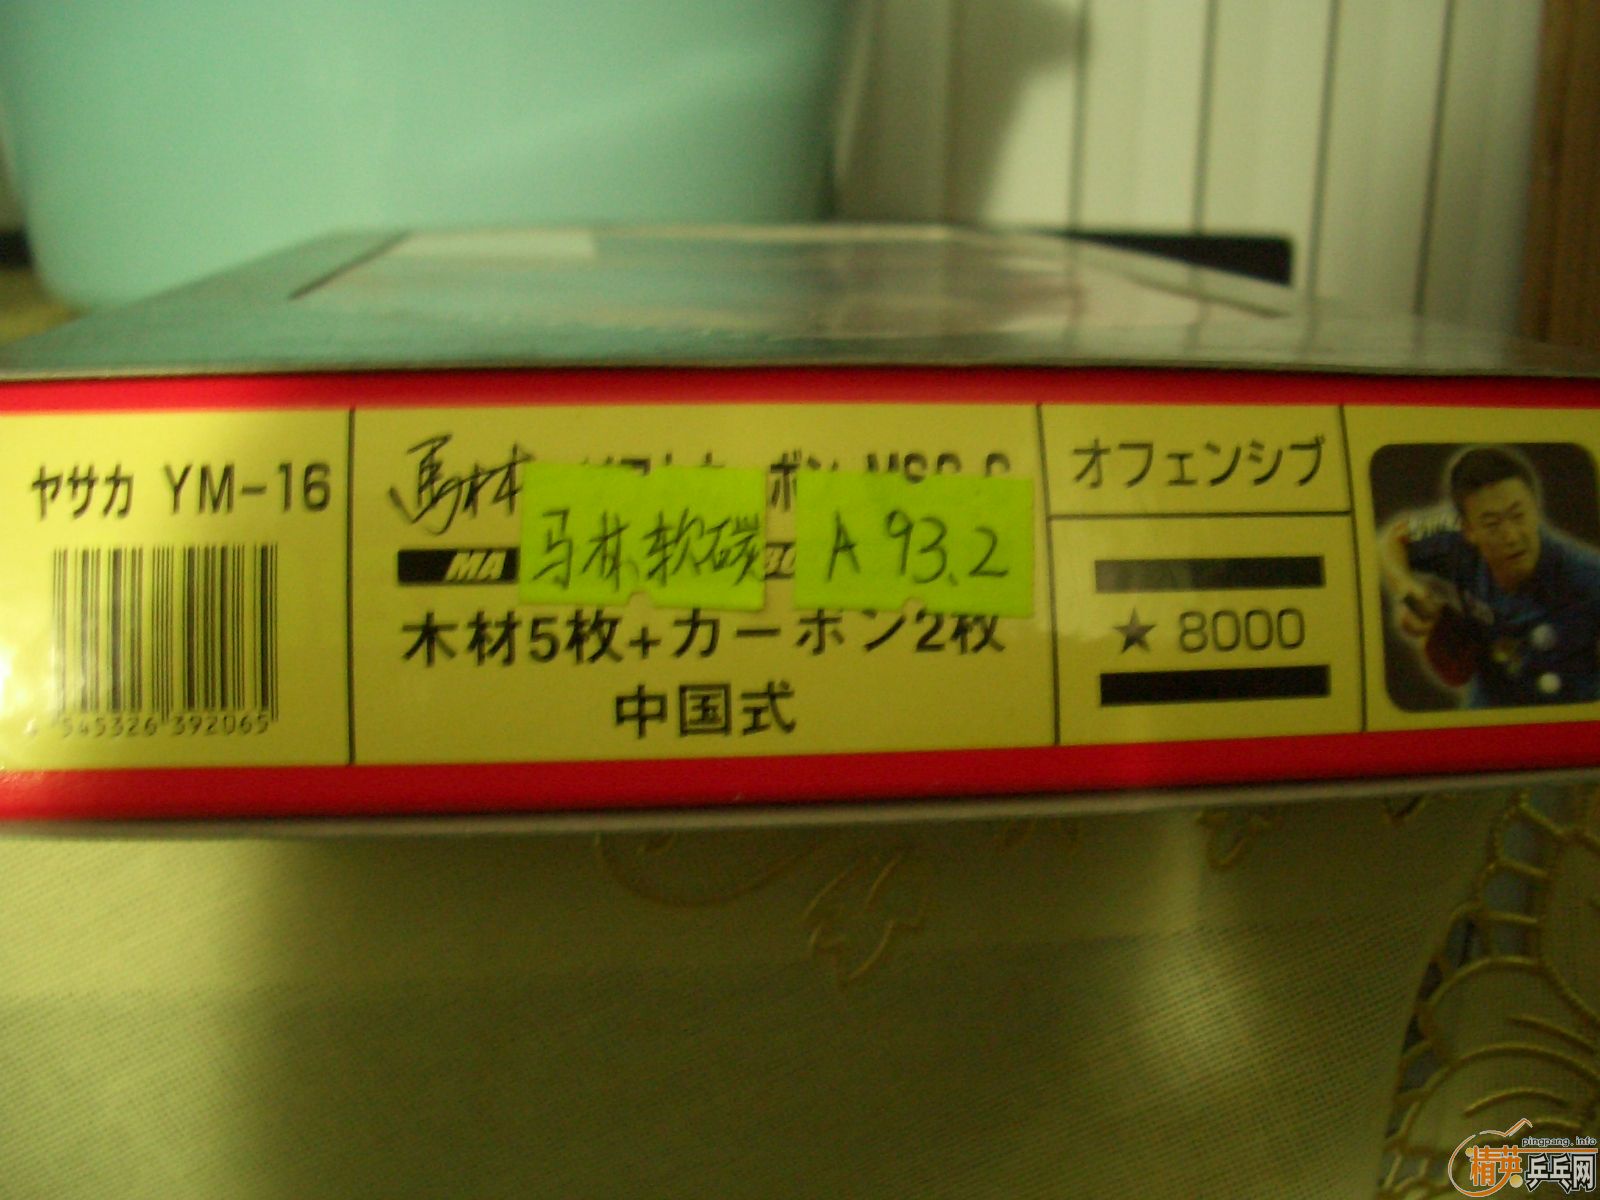 ヤサカ YM-16
545326 392065
馬林
MA
马林软碳
A 93.2
木材5枚+カーボン2枚
中国式
オフェンシブ
★ 8000
pingpang.info
精英乒乓网